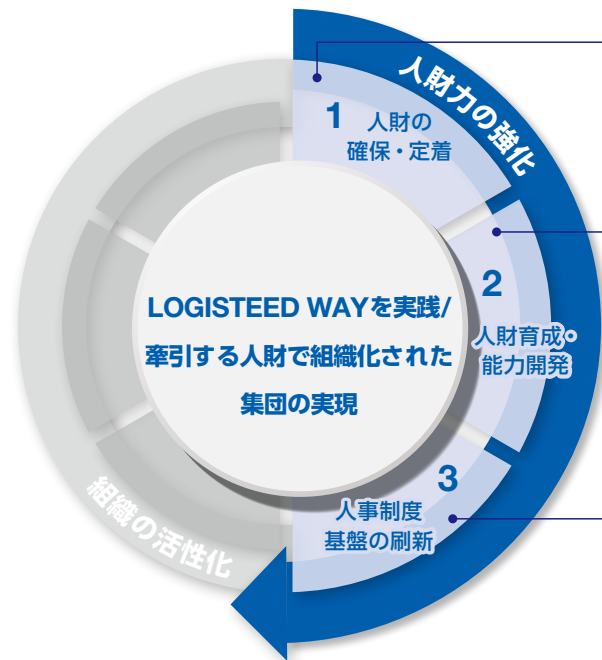 人財力の強化
1
人財の
確保・定着
2
人財育成・
能力開発
3
人事制度
基盤の刷新
LOGISTEED WAYを実践/
牽引する人財で組織化された
集団の実現
組織の活性化